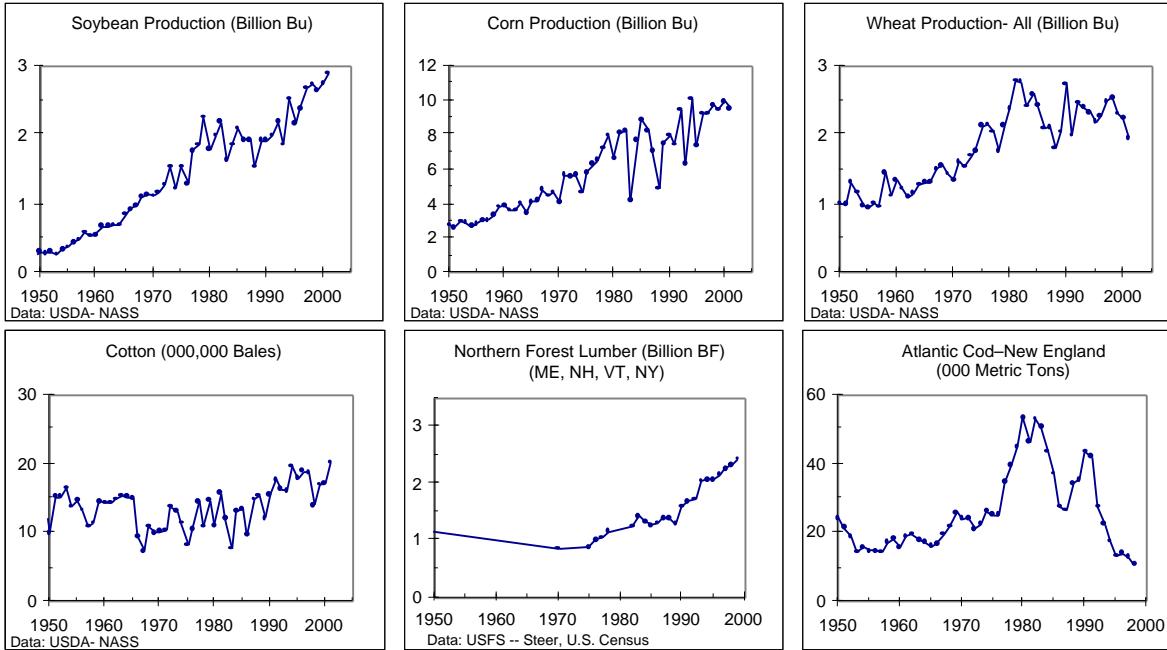 Soybean Production (Billion Bu)
3
2
1
0
1950 1960 1970 1980 1990 2000
Data: USDA- NASS
Corn Production (Billion Bu)
12
10
8
6
4
2
0
1950 1960 1970 1980 1990 2000
Data: USDA- NASS
Wheat Production- All (Billion Bu)
3
2
1
0
1950 1960 1970 1980 1990 2000
Data: USDA- NASS
Cotton (000,000 Bales)
30
20
10
0
1950 1960 1970 1980 1990 2000
Data: USDA- NASS
Northern Forest Lumber (Billion BF)
(ME, NH, VT, NY)
3
2
1
0
1950 1960 1970 1980 1990 2000
Data: USFS -- Steer, U.S. Census
Atlantic Cod–New England
(000 Metric Tons)
60
40
20
0
1950 1960 1970 1980 1990 2000